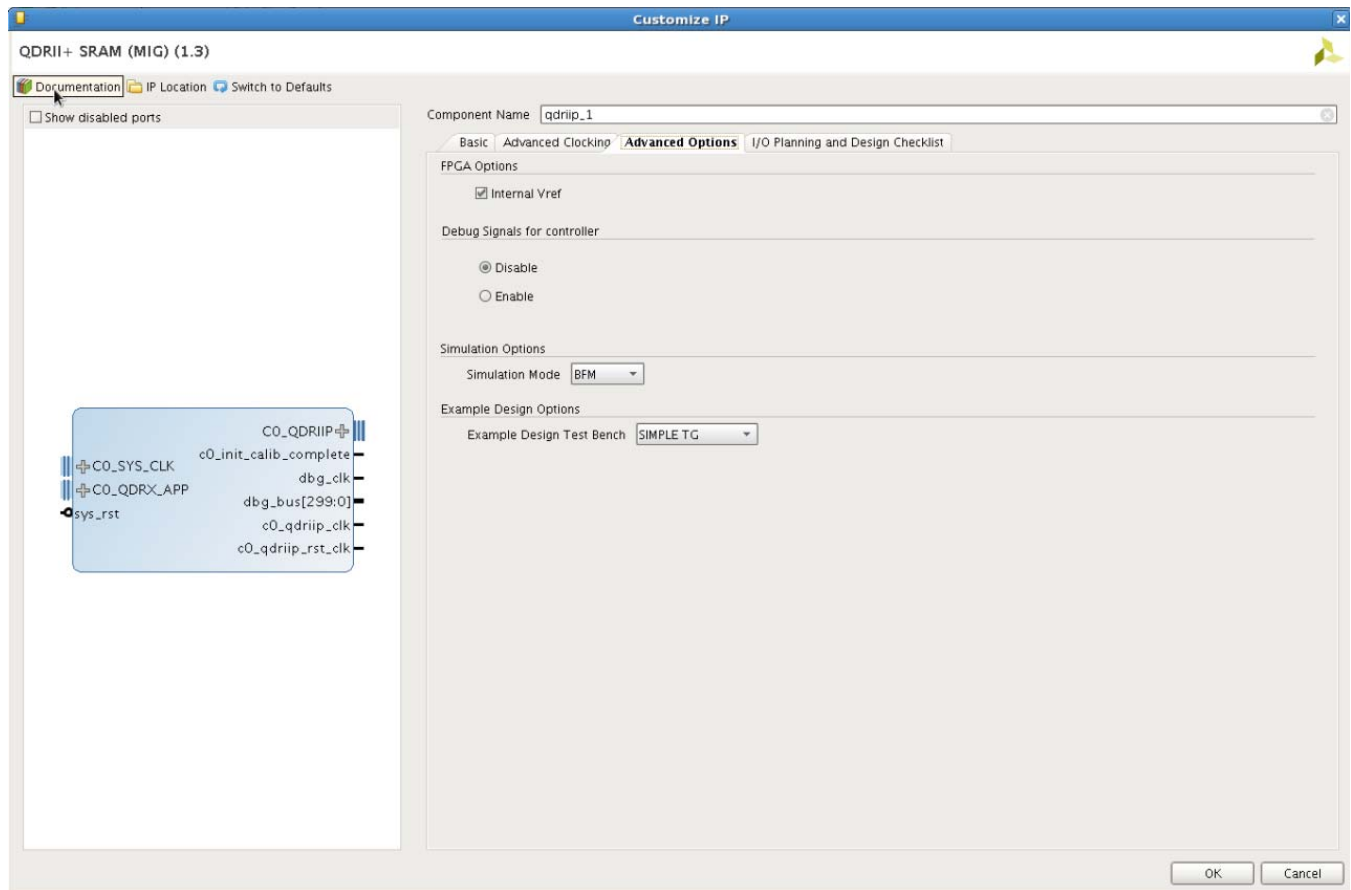 Customize IP
QDRII+ SRAM (MIG) (1.3)
Documentation IP Location Switch to Defaults
Show disabled ports
C0_SYS_CLK
C0_QDRX_APP
sys_rst
C0_QDRIIP
c0_init_calib_complete
dbg_clk
dbg_bus[299:0]
c0_qdriip_clk
c0_qdriip_rst_clk
Component Name qdriip_1
Basic Advanced Clocking Advanced Options I/O Planning and Design Checklist
FPGA Options
Internal Vref
Debug Signals for controller
Disable
Enable
Simulation Options
Simulation Mode BFM
Example Design Options
Example Design Test Bench SIMPLE TG
OK Cancel